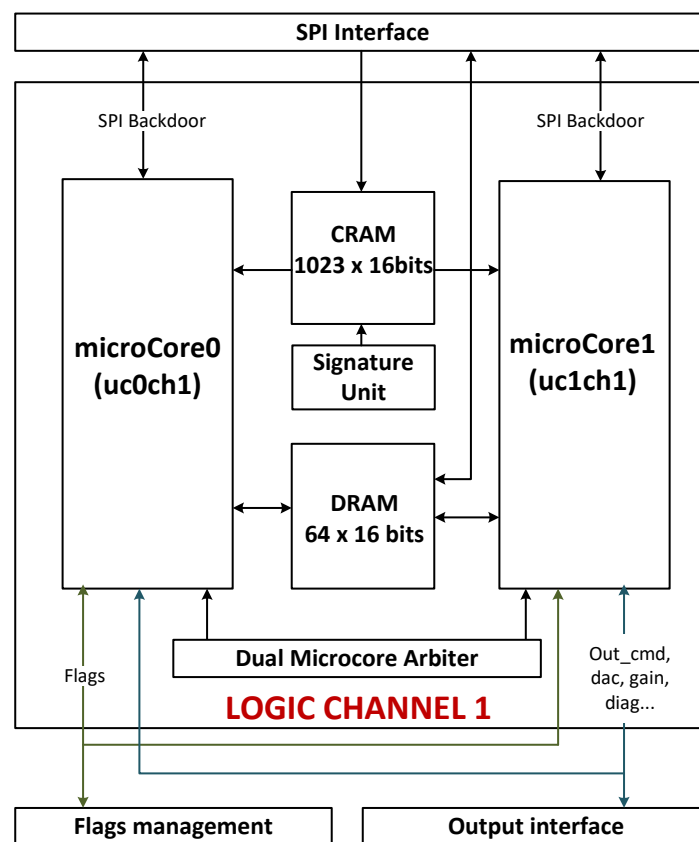 SPI Interface
SPI Backdoor
SPI Backdoor
CRAM
1023 x 16bits
microCore0
(uc0ch1)
microCore1
(uc1ch1)
Signature
Unit
DRAM
64 x 16 bits
Dual Microcore Arbiter
Flags
Out_cmd,
dac, gain,
diag...
LOGIC CHANNEL 1
Flags management
Output interface